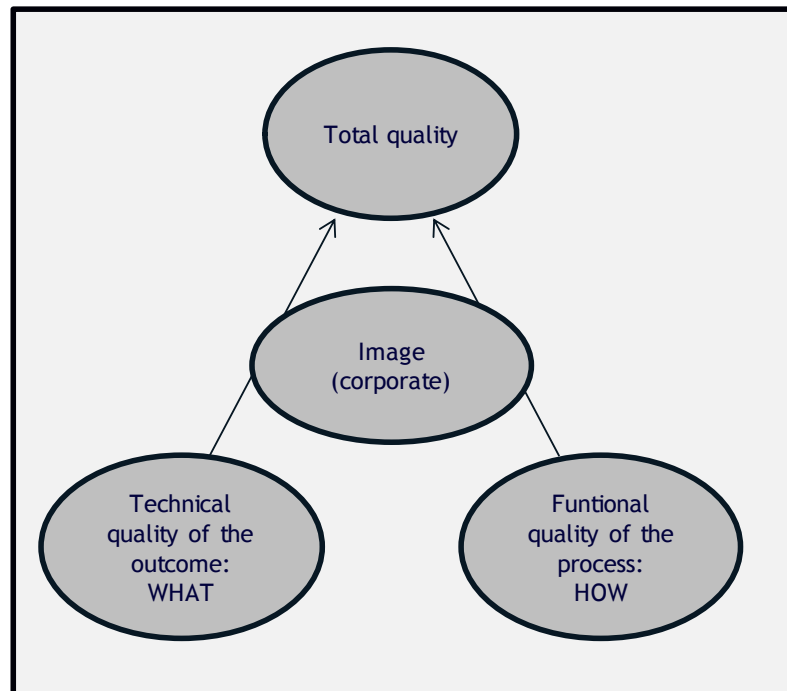 Total quality
Image
(corporate)
Technical
quality of the
outcome:
WHAT
Funtional
quality of the
process:
HOW